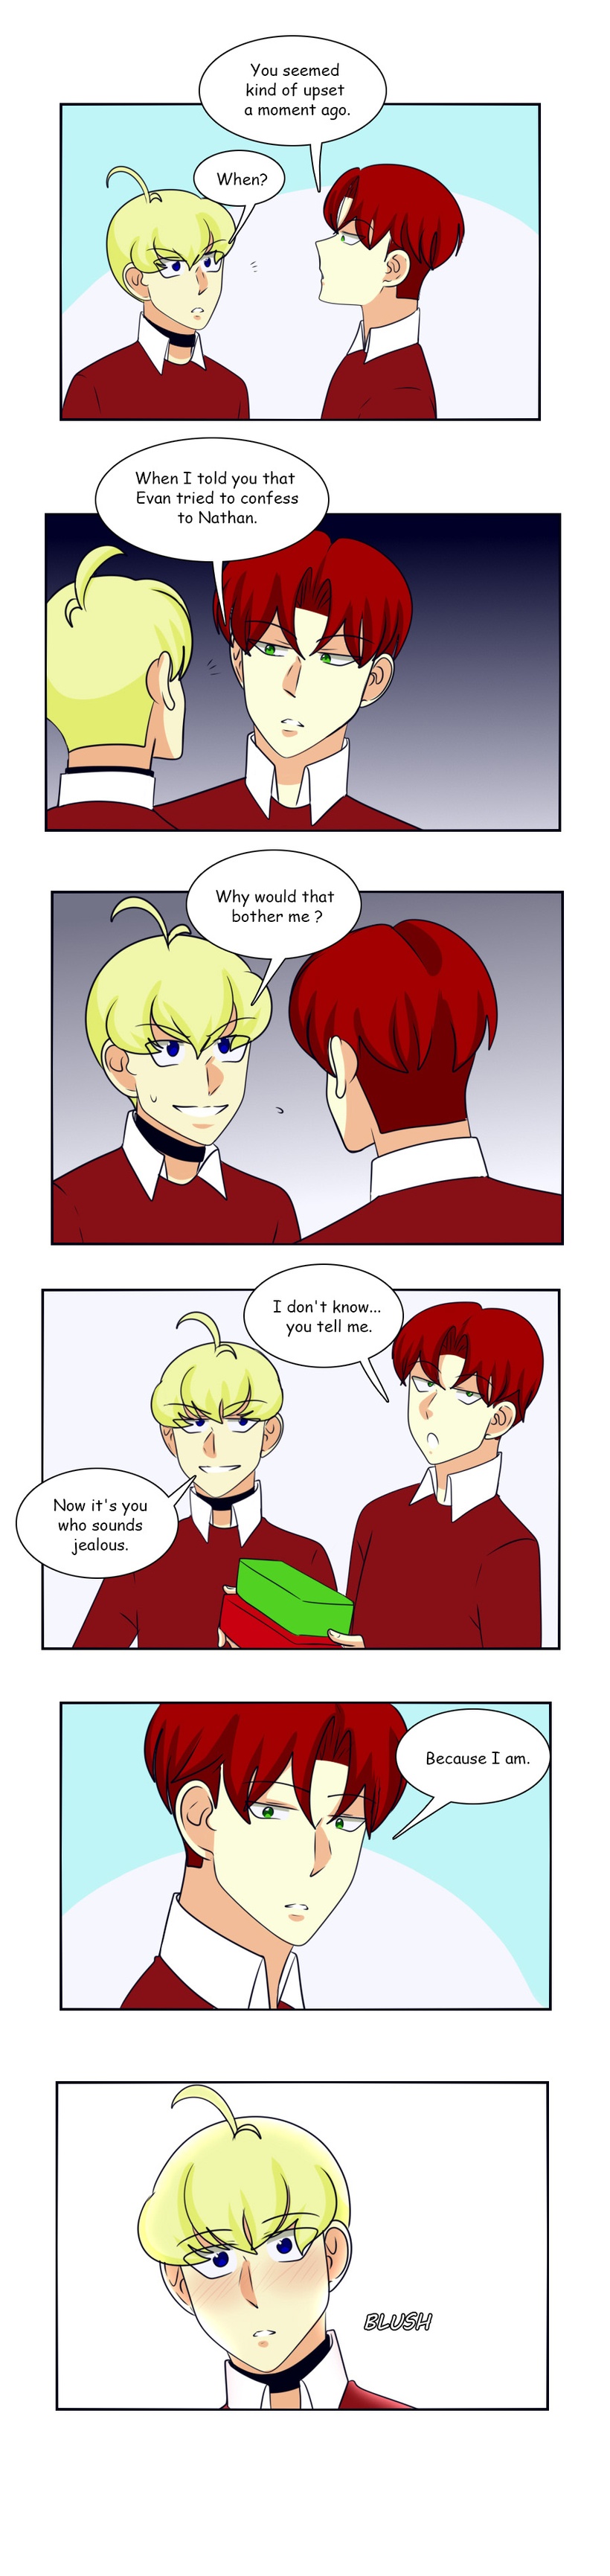 You seemed
kind of upset
a moment ago.
When?
When I told you that
Evan tried to confess
to Nathan.
Why would that
bother me ?
I don't know...
you tell me.
Now it's you
who sounds
jealous.
Because I am.
BLUSH